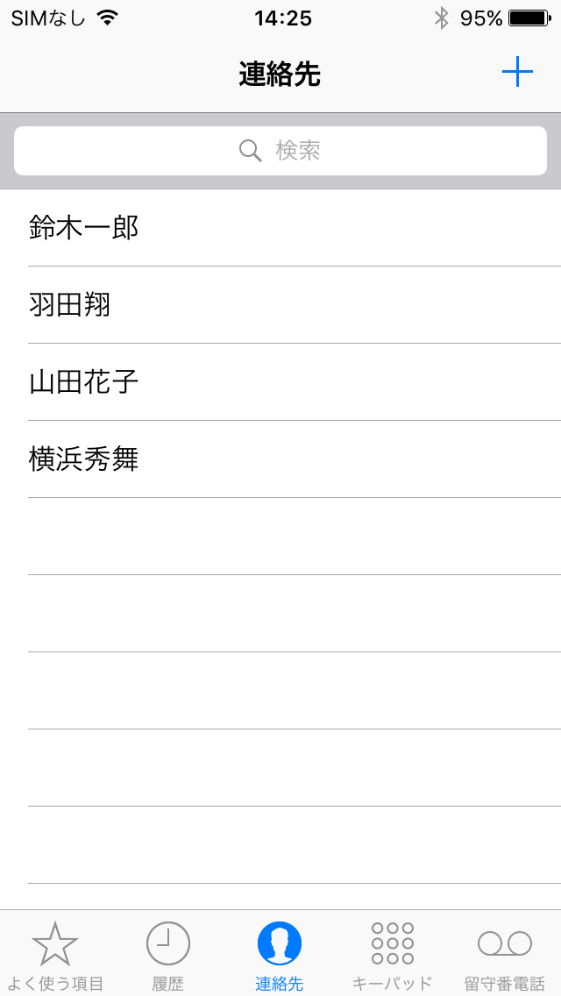 SIMなし 14:25 95%
連絡先
検索
鈴木一郎
羽田翔
山田花子
横浜秀舞
よく使う項目 履歴 連絡先 キーパッド 留守番電話